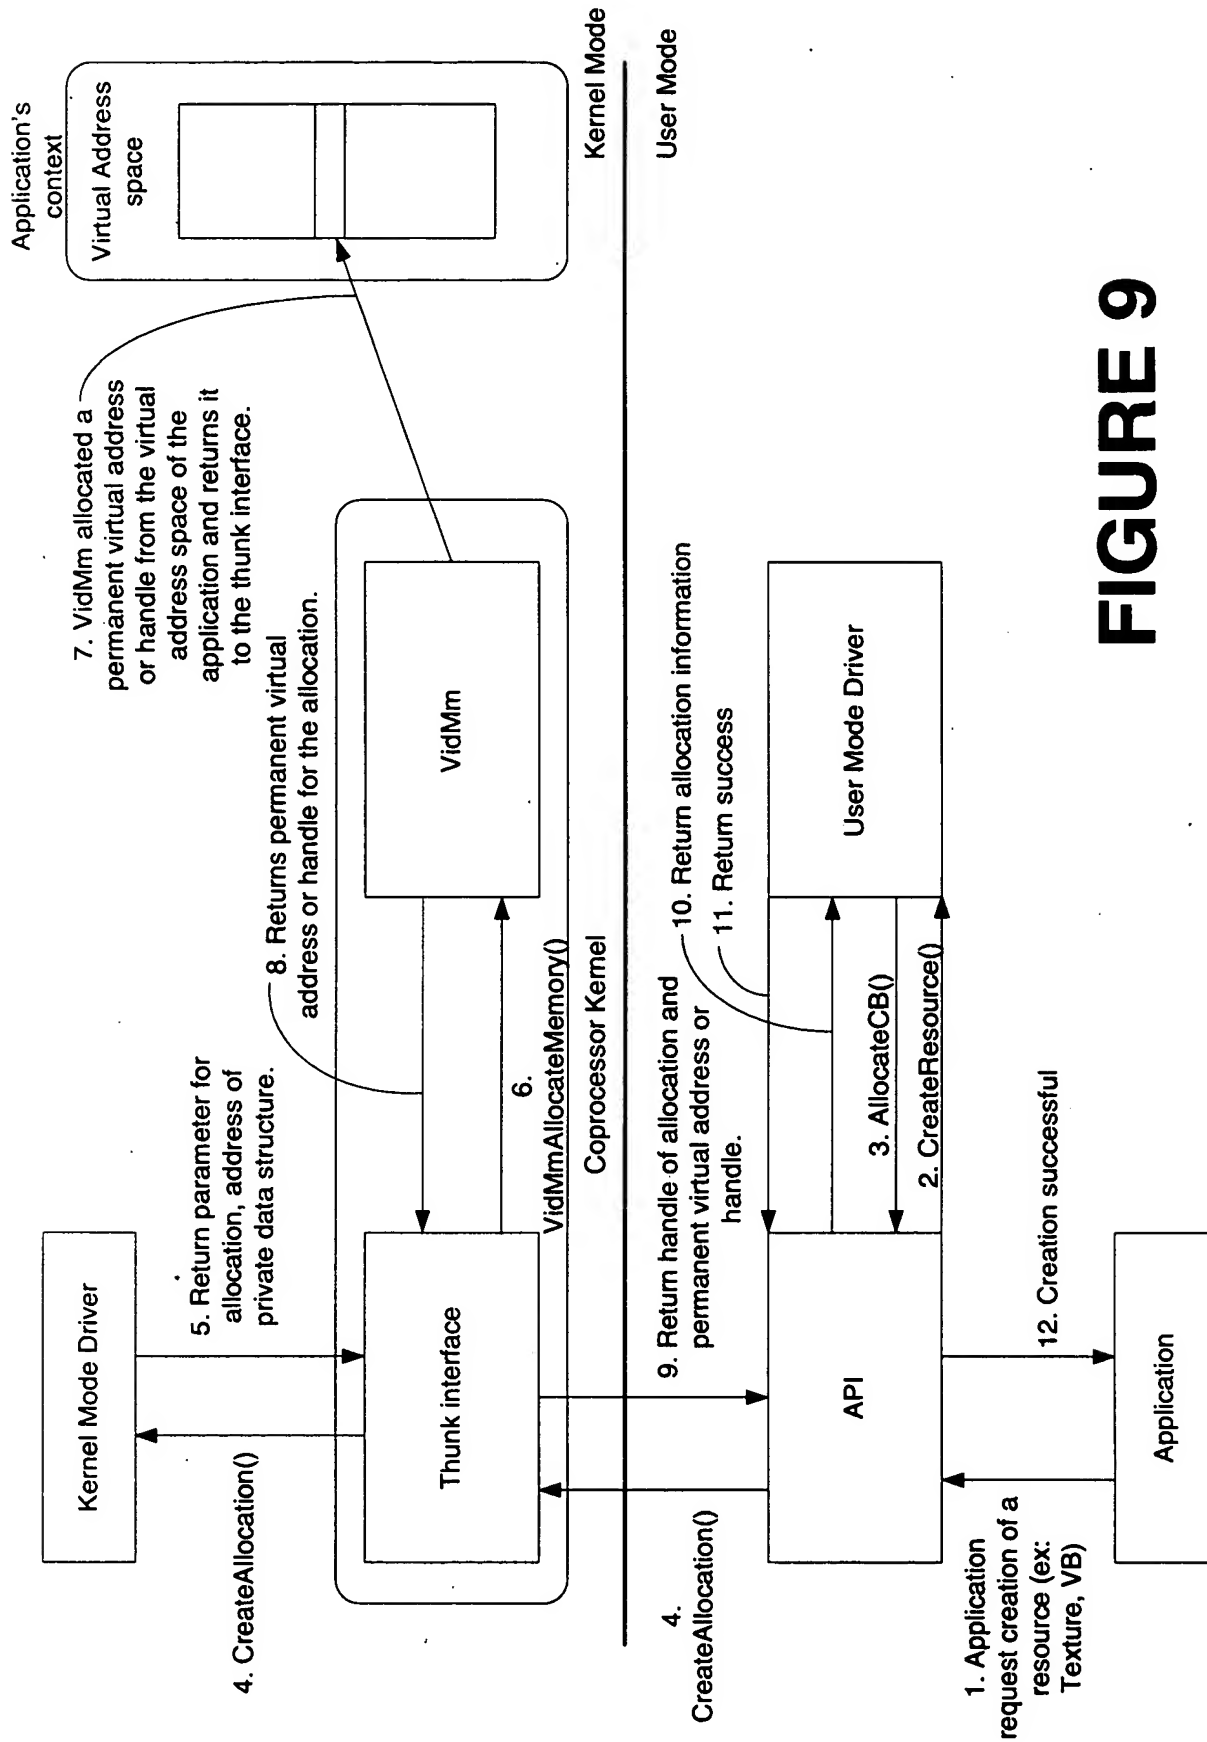 Application's
context
Virtual Address
space
Kernel Mode
User Mode
7. VidMm allocated a
permanent virtual address
or handle from the virtual
address space of the
application and returns it
to the thunk interface.
8. Returns permanent virtual
address or handle for the allocation.
VidMm
6.
VidMmAllocateMemory()
Coprocessor Kernel
Kernel Mode Driver
5. Return parameter for
allocation, address of
private data structure.
4. CreateAllocation()
Thunk interface
4.
CreateAllocation()
9. Return handle of allocation and
permanent virtual address or
handle.
10. Return allocation information
11. Return success
User Mode Driver
3. AllocateCB()
2. CreateResource()
API
12. Creation successful
1. Application
request creation of a
resource (ex:
Texture, VB)
Application
FIGURE 9